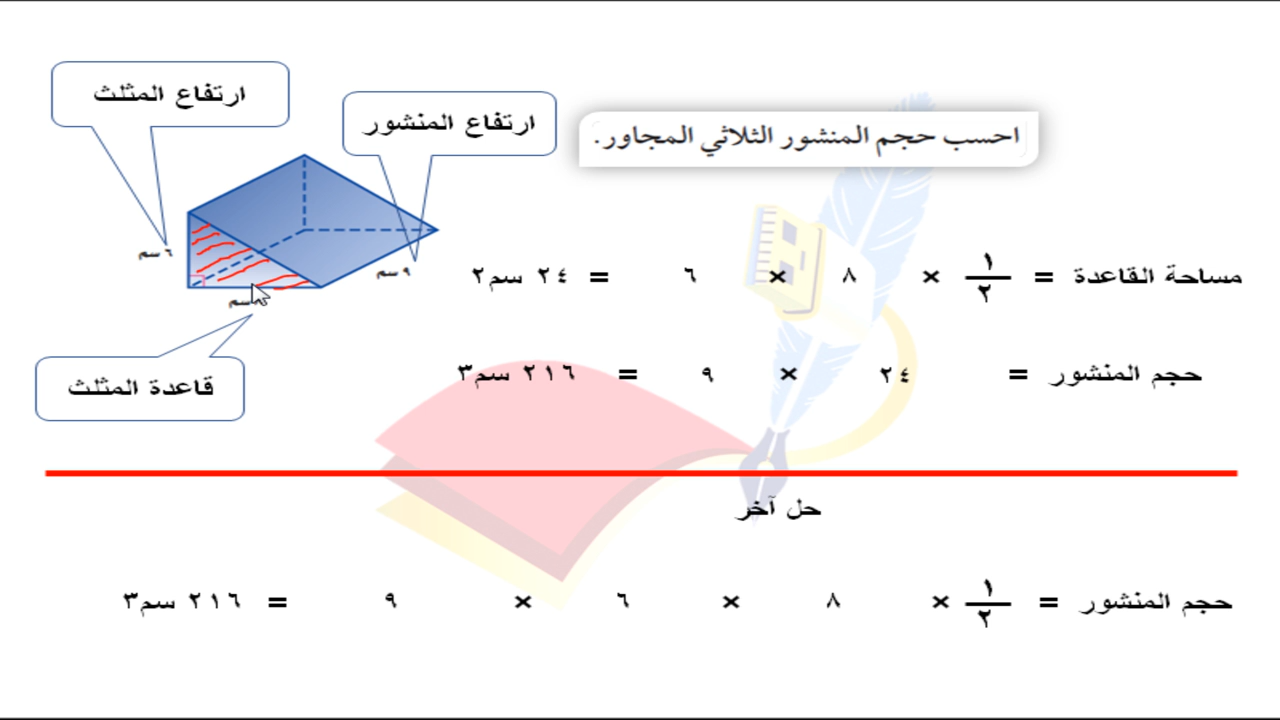 احسب حجم المنشور الثلاثي المجاور.
ارتفاع المنشور
ارتفاع المثلث
٦ سم
٩ سم
سم
قاعدة المثلث
مساحة القاعدة = ١/٢ × ٨ × ٦ = ٢٤ سم٢
حجم المنشور = ٢٤ × ٩ = ٢١٦ سم٣
حل آخر
حجم المنشور = ١/٢ × ٨ × ٦ × ٩ = ٢١٦ سم٣